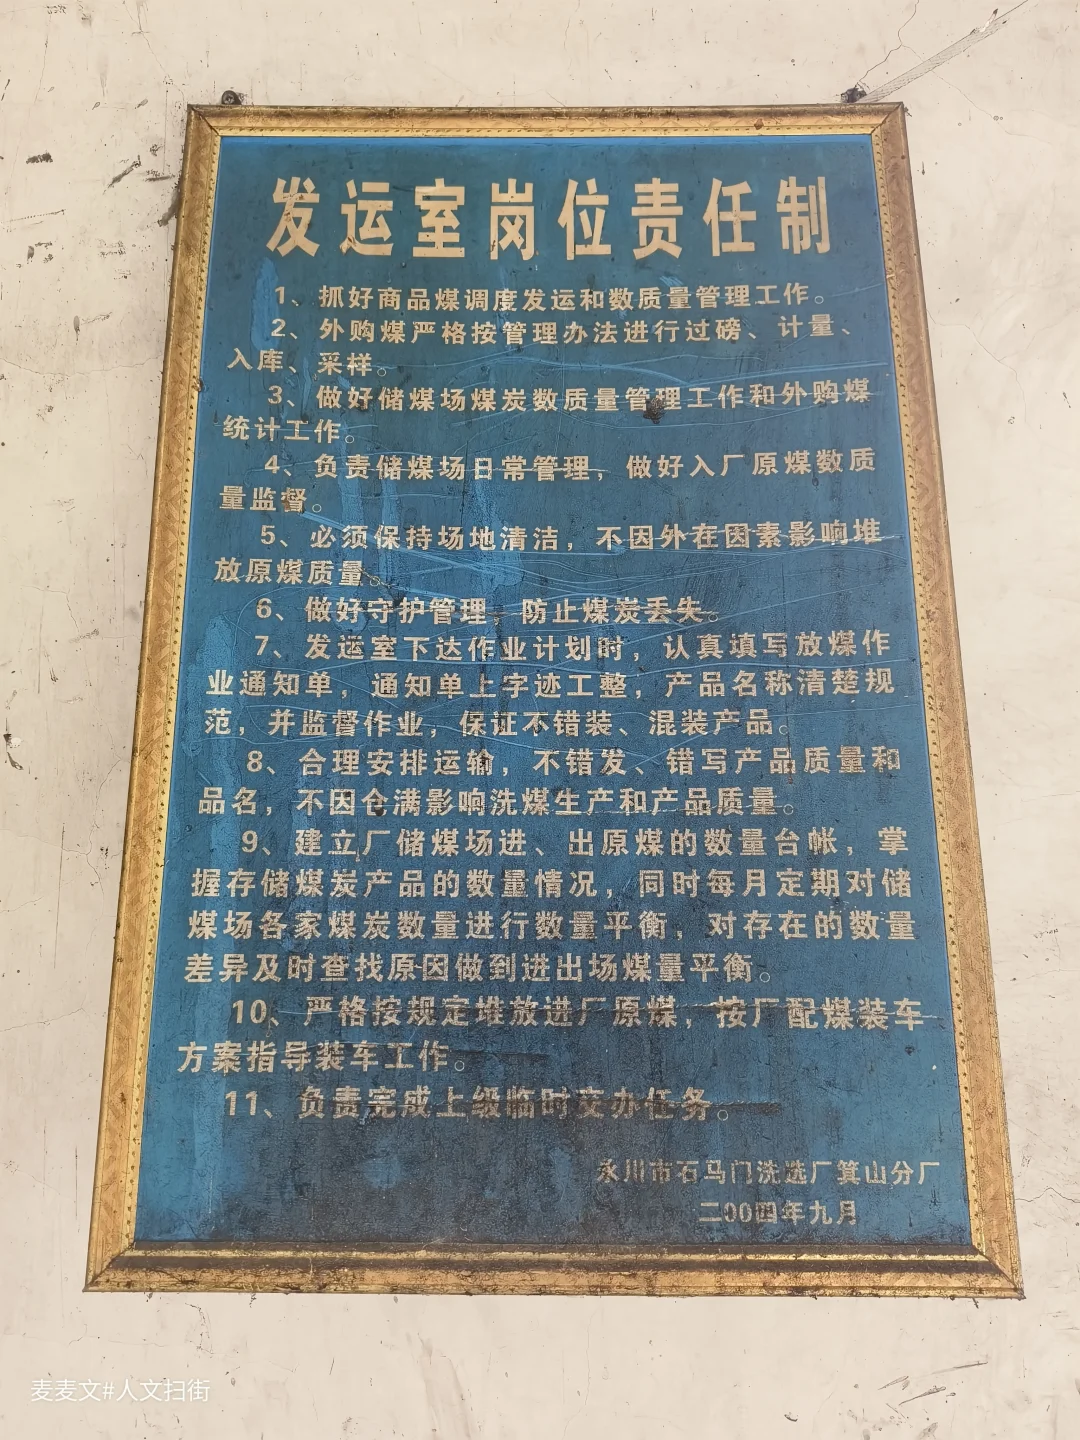 发运室岗位责任制
1、抓好商品煤调度发运和数质量管理工作。
2、外购煤严格按管理办法进行过磅、计量、
入库、采样。
3、做好储煤场煤炭数质量管理工作和外购煤
统计工作。
4、负责储煤场日常管理，做好入厂原煤数质
量监督。
5、必须保持场地清洁，不因外在因素影响堆
放原煤质量。
6、做好守护管理，防止煤炭丢失。
7、发运室下达作业计划时，认真填写放煤作
业通知单，通知单上字迹工整，产品名称清楚规
范，并监督作业，保证不错装、混装产品。
8、合理安排运输，不错发、错写产品质量和
品名，不因仓满影响洗煤生产和产品质量。
9、建立厂储煤场进、出原煤的数量台帐，掌
握存储煤炭产品的数量情况，同时每月定期对储
煤场各家煤炭数量进行数量平衡，对存在的数量
差异及时查找原因做到进出场煤量平衡。
10、严格按规定堆放进厂原煤，按厂配煤装车
方案指导装车工作。
11、负责完成上级临时交办任务。
永川市石马门洗选厂箕山分厂
二00四年九月
麦麦文#人文扫街